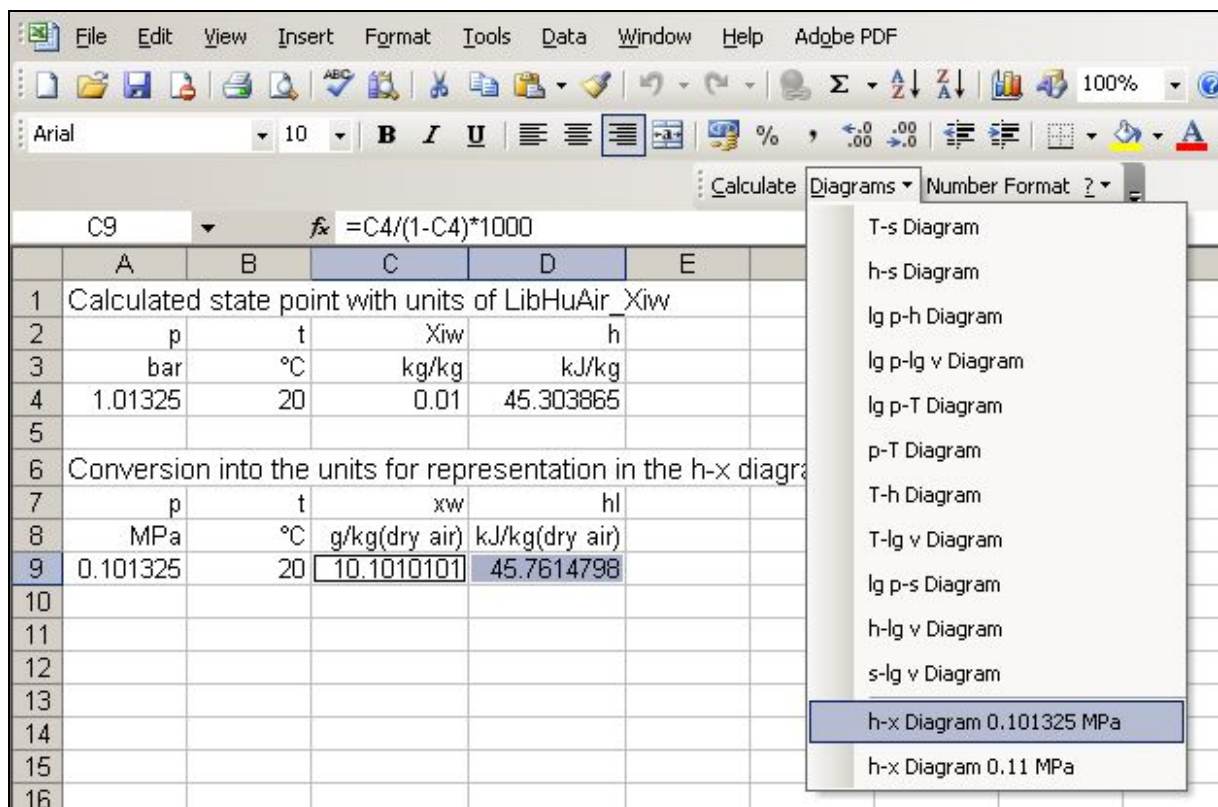 File Edit View Insert Format Tools Data Window Help Adobe PDF
ABC Σ A Z Z A 100%
Arial 10 B I U % , .0 .00 .00 .0 A
Calculate Diagrams Number Format ?
C9 fx =C4/(1-C4)*1000
A B C D E
1 Calculated state point with units of LibHuAir_Xiw
2 p t Xiw h
3 bar °C kg/kg kJ/kg
4 1.01325 20 0.01 45.303865
5
6 Conversion into the units for representation in the h-x diagra
7 p t xw hl
8 MPa °C g/kg(dry air) kJ/kg(dry air)
9 0.101325 20 10.1010101 45.7614798
10
11
12
13
14
15
16
T-s Diagram
h-s Diagram
lg p-h Diagram
lg p-lg v Diagram
lg p-T Diagram
p-T Diagram
T-h Diagram
T-lg v Diagram
lg p-s Diagram
h-lg v Diagram
s-lg v Diagram
h-x Diagram 0.101325 MPa
h-x Diagram 0.11 MPa